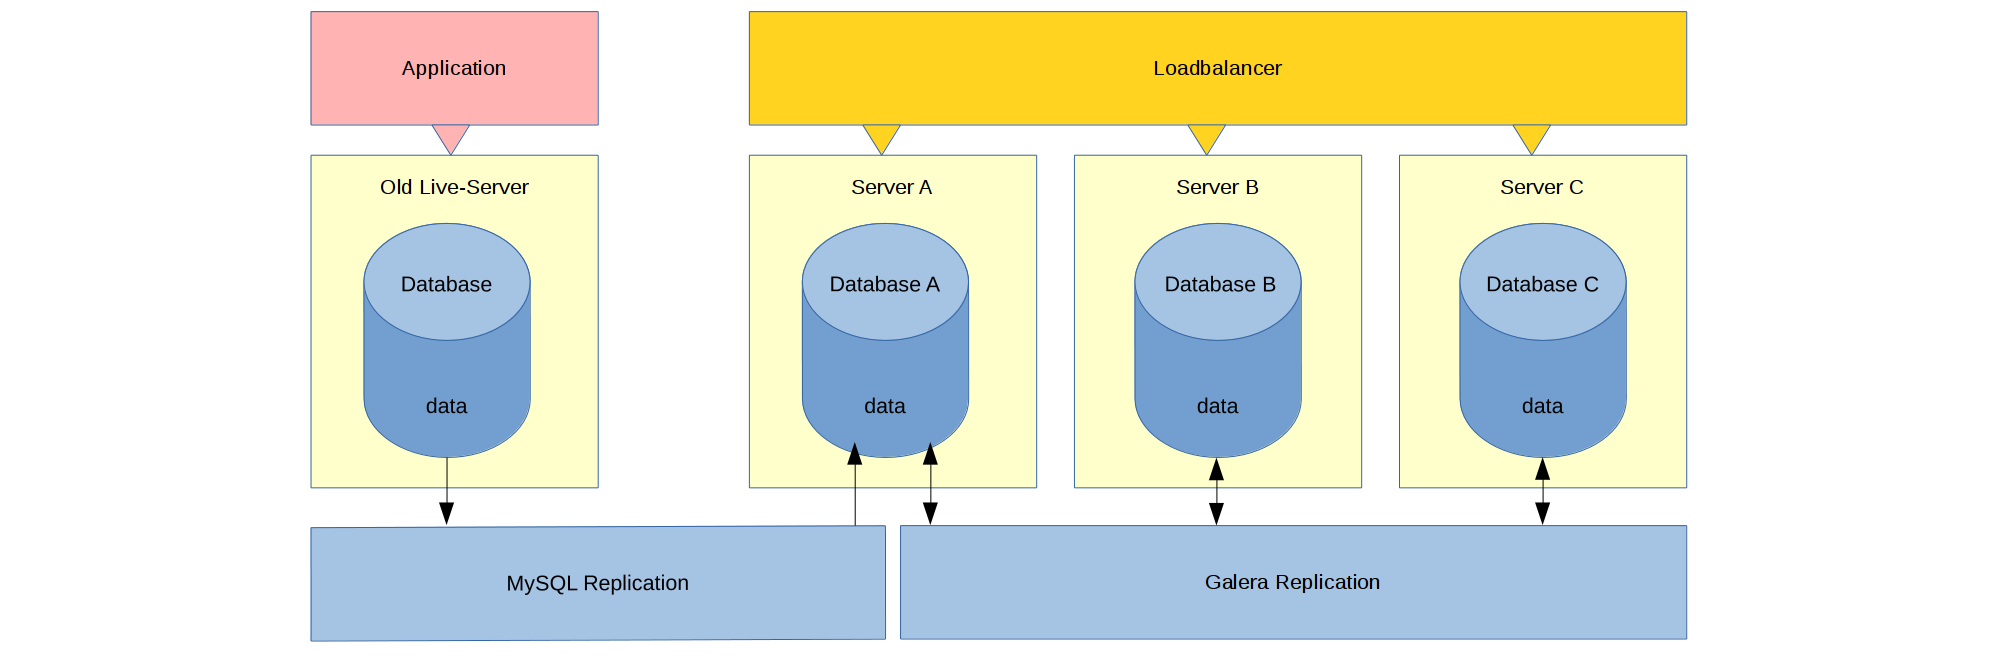 Application
Loadbalancer
Old Live-Server
Server A
Server B
Server C
Database
Database A
Database B
Database C
data
data
data
data
MySQL Replication
Galera Replication